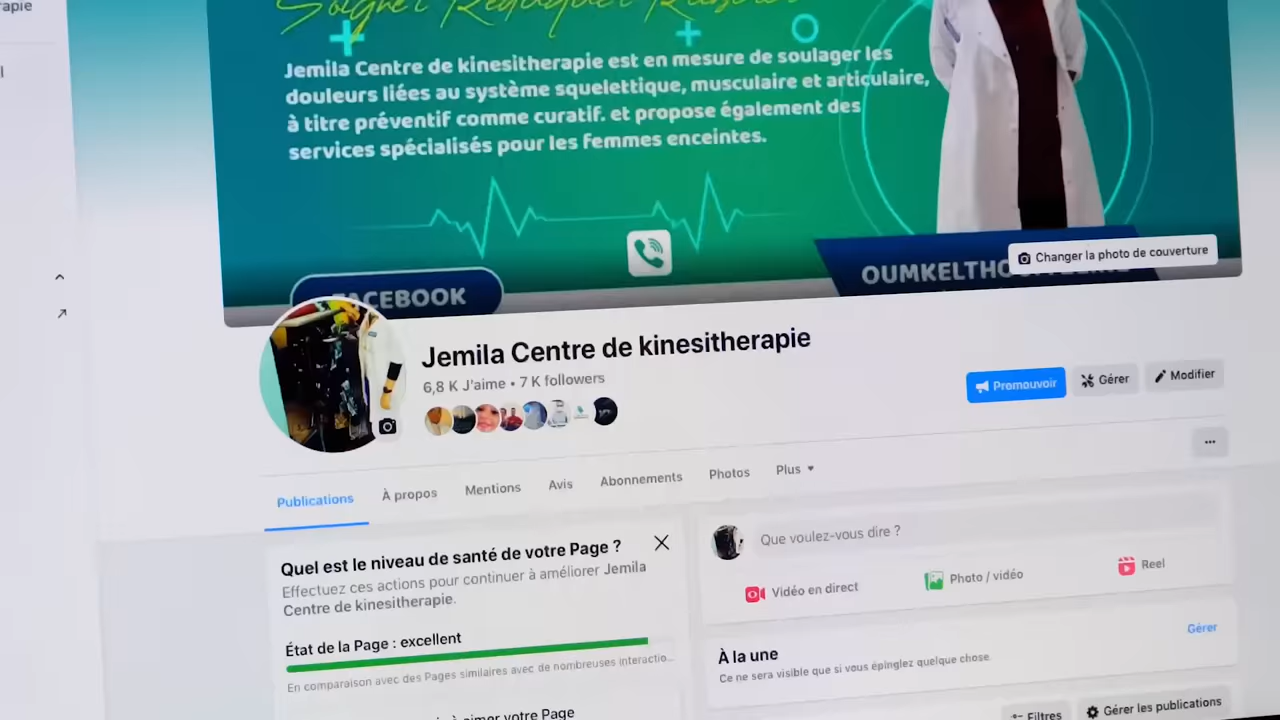 rapie
Jemila Centre de kinesitherapie est en mesure de soulager les
douleurs liées au système squelettique, musculaire et articulaire,
à titre préventif comme curatif. et propose également des
services spécialisés pour les femmes enceintes.
FACEBOOK
Changer la photo de couverture
Jemila Centre de kinesitherapie
6,8 K J'aime • 7 K followers
Promouvoir
Gérer
Modifier
Publications
À propos
Mentions
Avis
Abonnements
Photos
Plus
Quel est le niveau de santé de votre Page ?
Effectuez ces actions pour continuer à améliorer Jemila
Centre de kinesitherapie.
État de la Page : excellent
En comparaison avec des Pages similaires avec de nombreuses interactio...
votre Page
Que voulez-vous dire ?
Vidéo en direct
Photo / vidéo
Reel
À la une
Gérer
Ce ne sera visible que si vous épinglez quelque chose.
Filtres
Gérer les publications